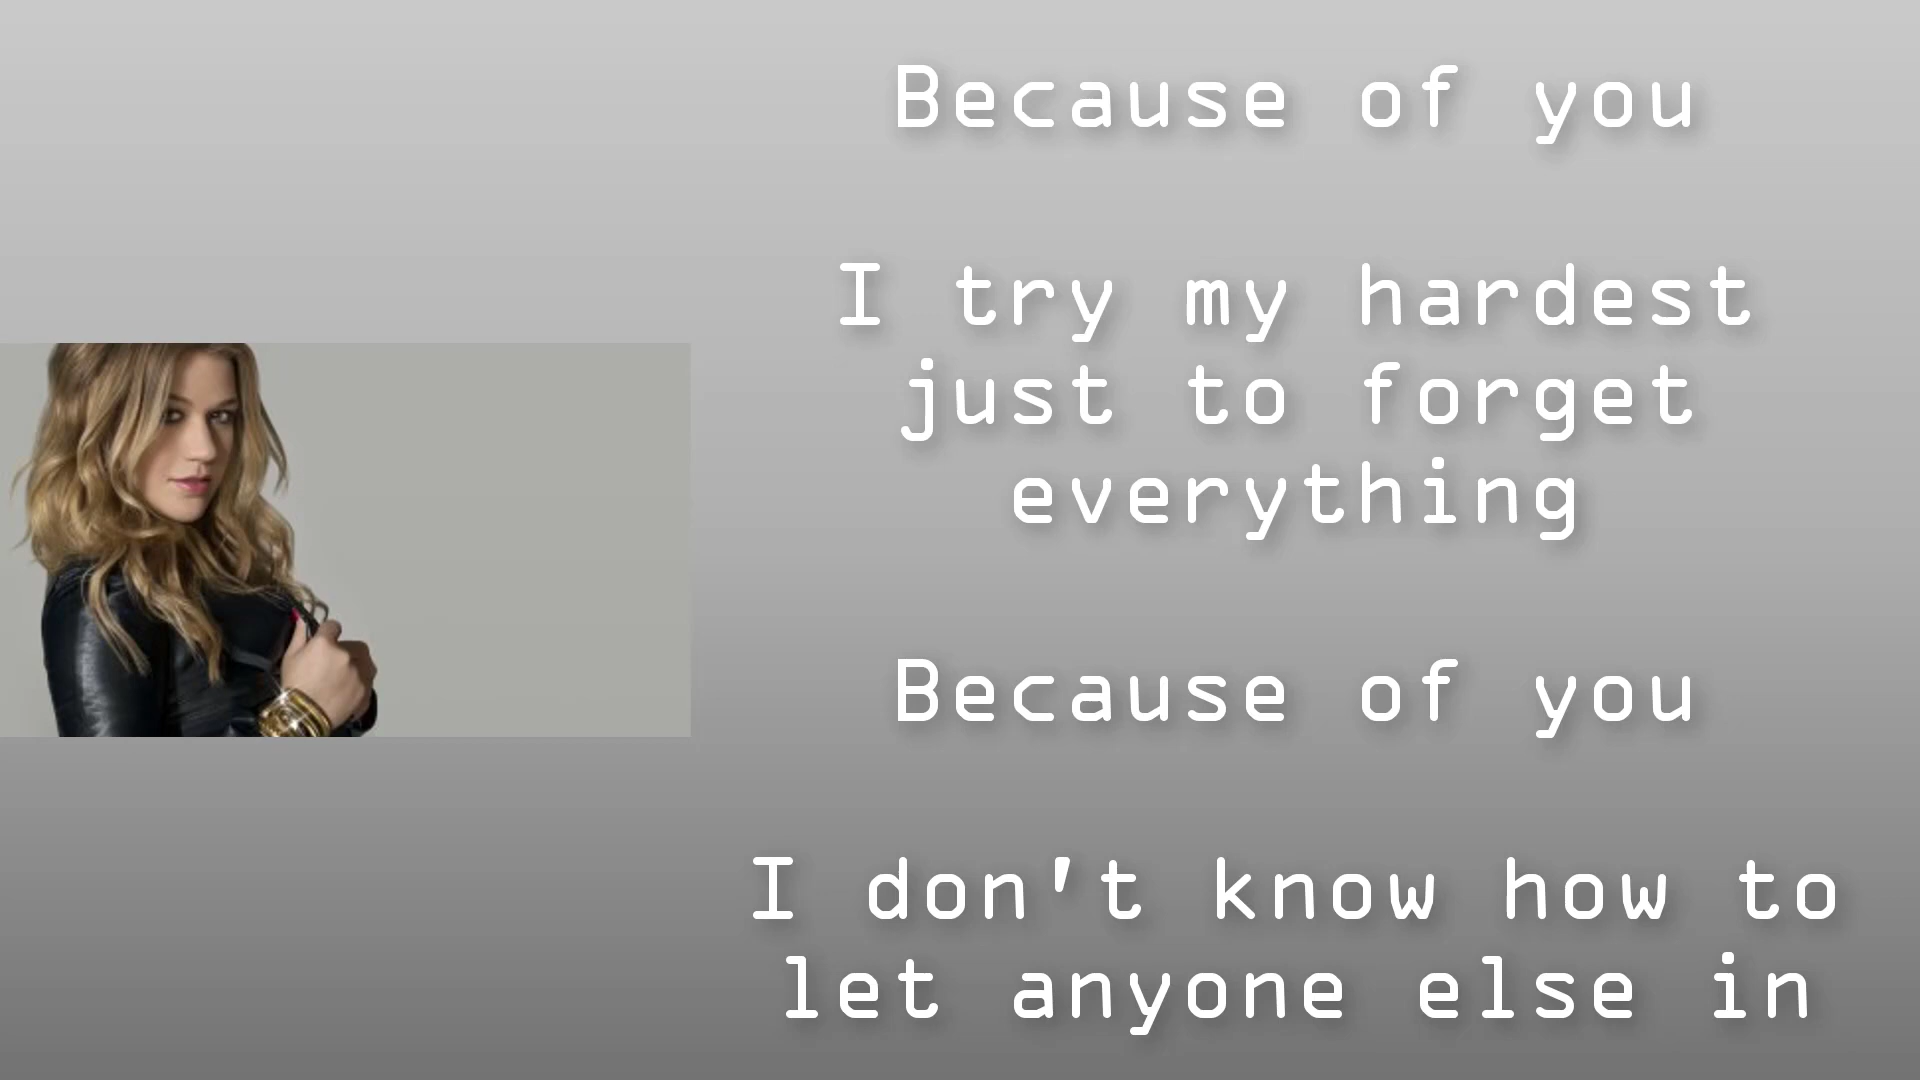 Because of you
I try my hardest
just to forget
everything
Because of you
I don't know how to
let anyone else in